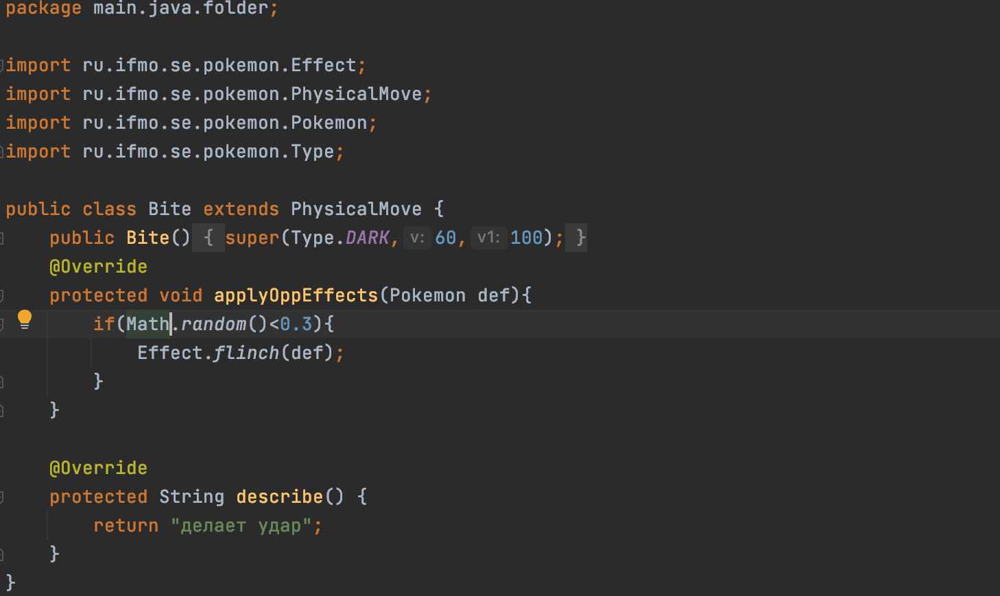 package main.java.folder;
import ru.ifmo.se.pokemon.Effect;
import ru.ifmo.se.pokemon.PhysicalMove;
import ru.ifmo.se.pokemon.Pokemon;
import ru.ifmo.se.pokemon.Type;
public class Bite extends PhysicalMove {
public Bite() { super(Type.DARK, v: 60, v1: 100); }
@Override
protected void applyOppEffects(Pokemon def){
if(Math.random()<0.3){
Effect.flinch(def);
}
}
@Override
protected String describe() {
return "делает удар";
}
}